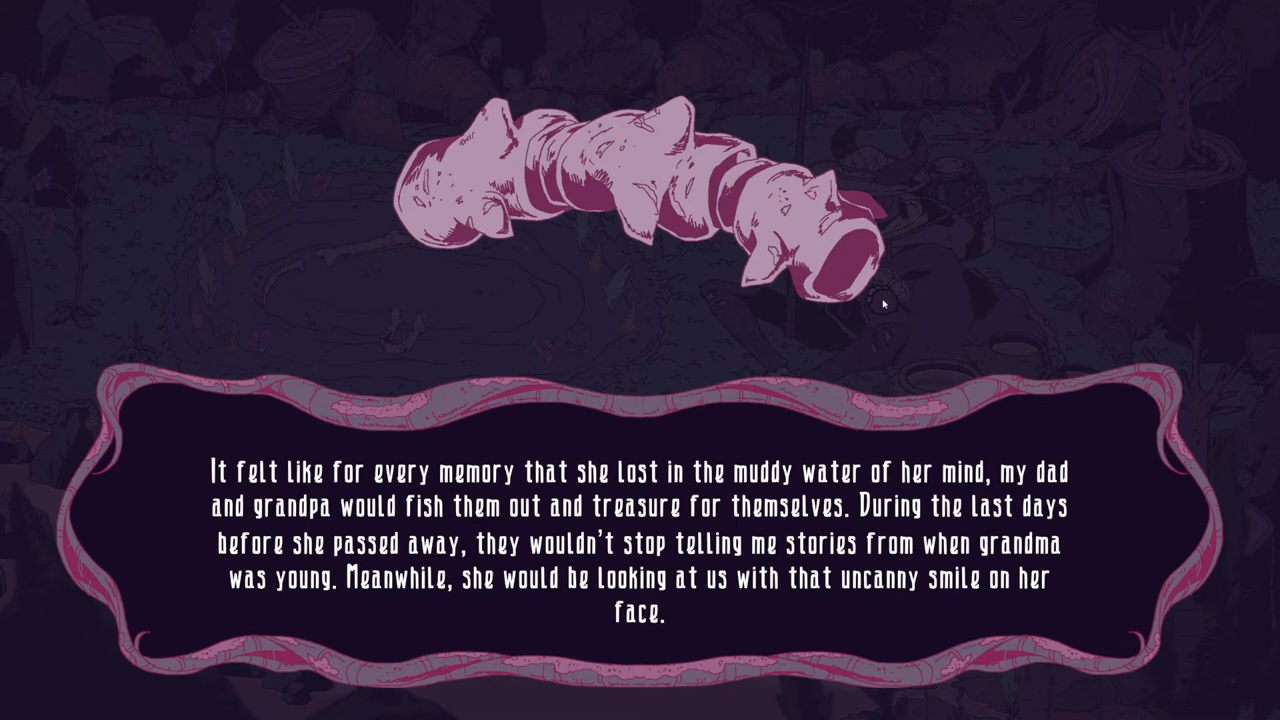 It felt like for every memory that she lost in the muddy water of her mind, my dad
and grandpa would fish them out and treasure for themselves. During the last days
before she passed away, they wouldn't stop telling me stories from when grandma
was young. Meanwhile, she would be looking at us with that uncanny smile on her
face.